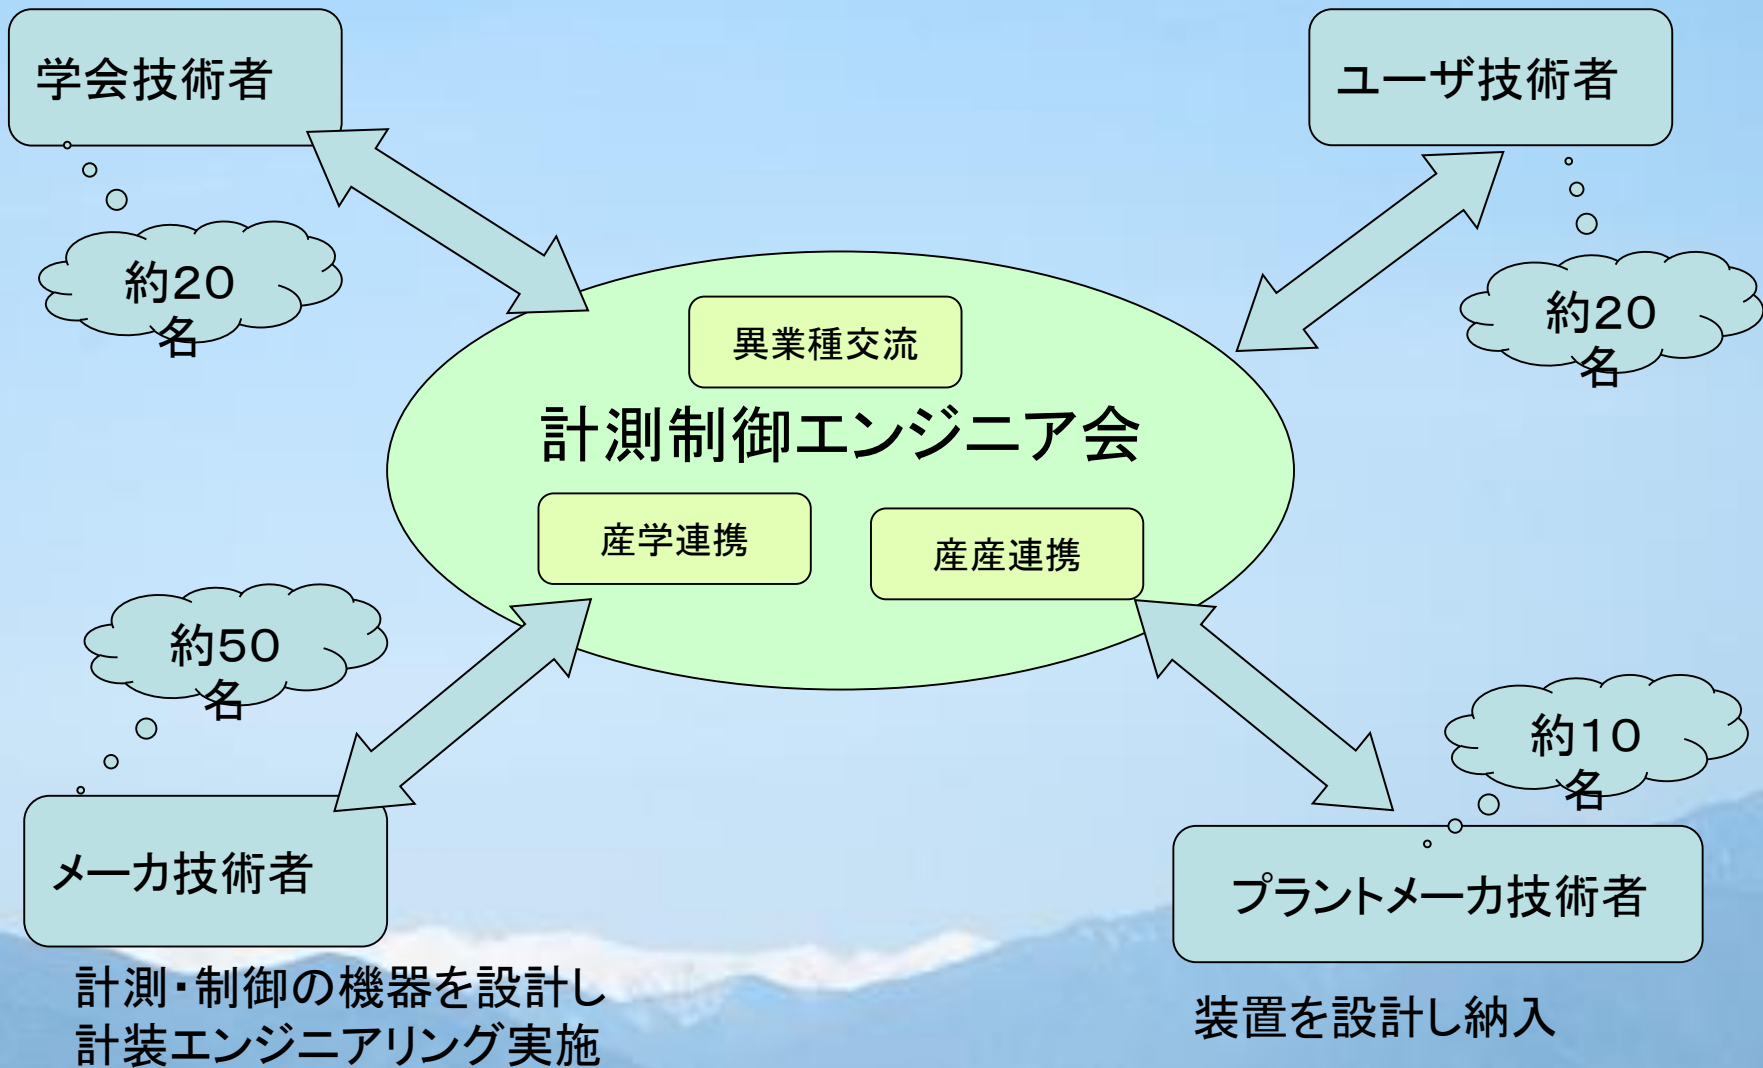 学会技術者
ユーザ技術者
約20
名
約20
名
異業種交流
計測制御エンジニア会
産学連携
産産連携
約50
名
約10
名
メーカ技術者
プラントメーカ技術者
計測・制御の機器を設計し
計装エンジニアリング実施
装置を設計し納入